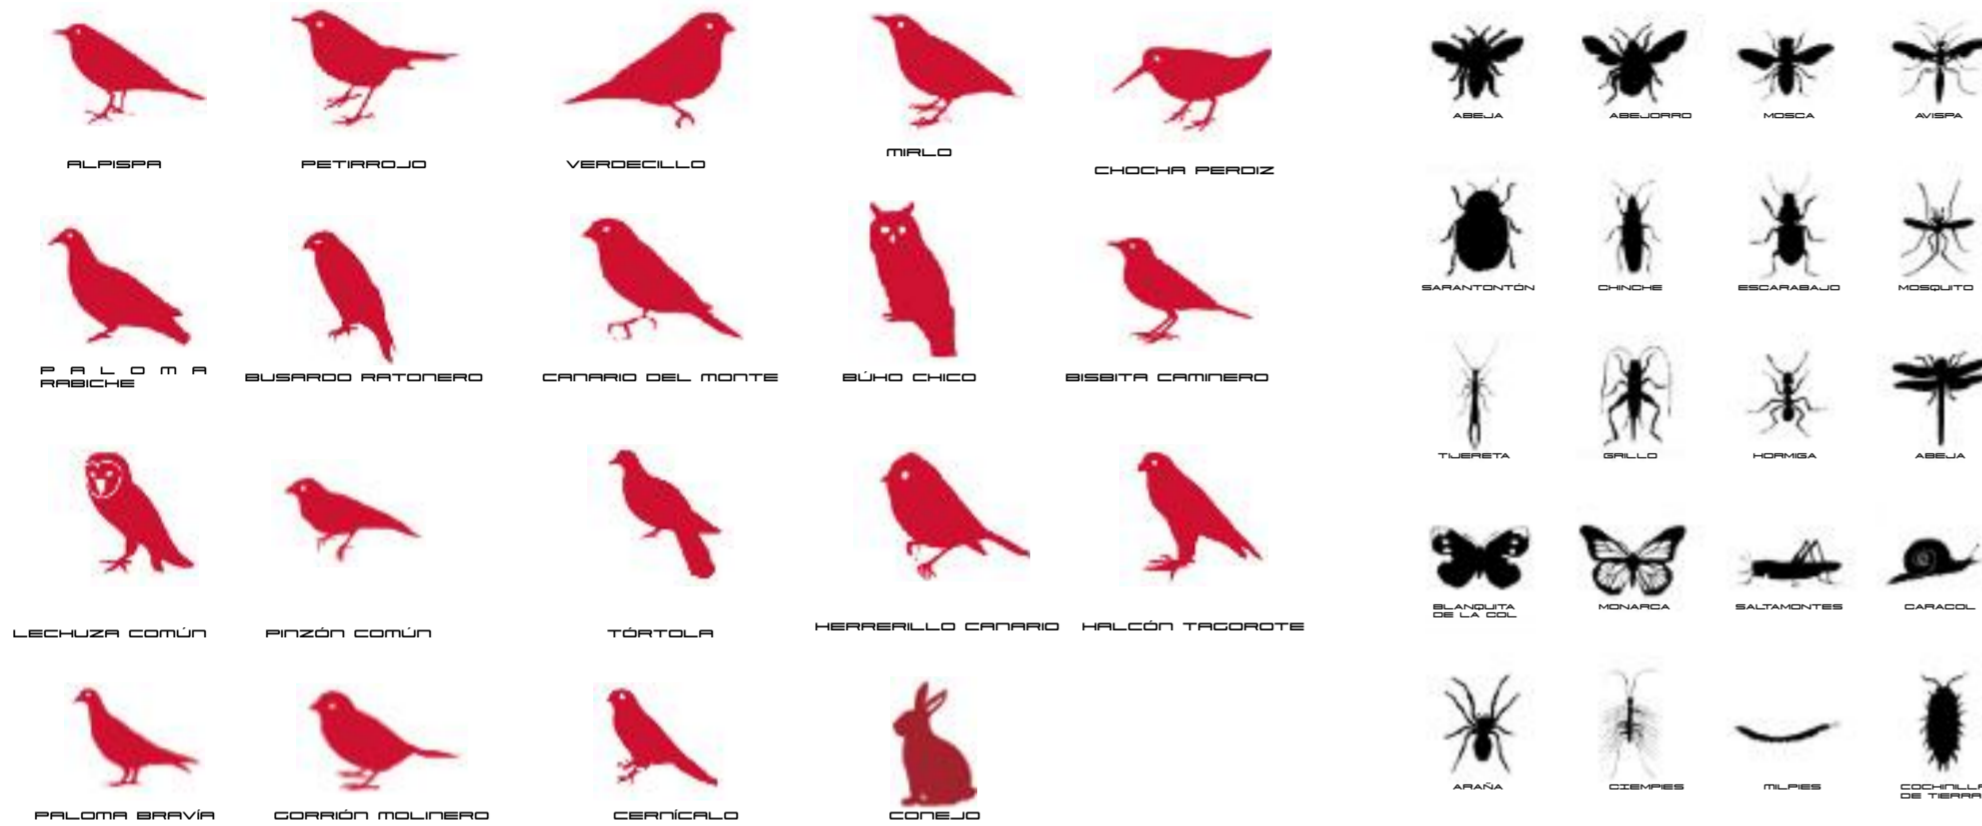 ALPISPA
PETIRROJO
VERDECILLO
MIRLO
CHOCHA PERDIZ
PALOMA
RABICHE
BUSARDO RATONERO
CANARIO DEL MONTE
BÚHO CHICO
BISBITA CAMINERO
LECHUZA COMÚN
PINZÓN COMÚN
TÓRTOLA
HERRERILLO CANARIO
HALCÓN TAGOROTE
PALOMA BRAVÍA
GORRIÓN MOLINERO
CERNÍCALO
CONEJO
ABEJA
ABEJORRO
MOSCA
AVISPA
SARANTONTÓN
CHINCHE
ESCARABAJO
MOSQUITO
TIJERETA
GRILLO
HORMIGA
ABEJA
BLANQUITA
DE LA COL
MONARCA
SALTAMONTES
CARACOL
ARAÑA
CIEMPIES
MILPIES
COCHINILLA
DE TIERRA